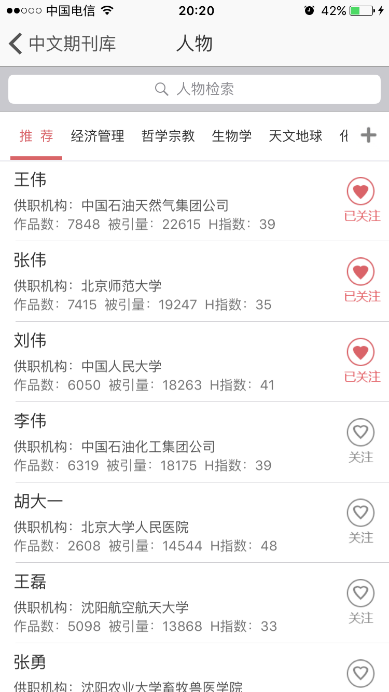 中国电信 20:20 42%
中文期刊库 人物
人物检索
推 荐 经济管理 哲学宗教 生物学 天文地球
王伟
供职机构：中国石油天然气集团公司
作品数：7848 被引量：22615 H指数：39
已关注
张伟
供职机构：北京师范大学
作品数：7415 被引量：19247 H指数：35
已关注
刘伟
供职机构：中国人民大学
作品数：6050 被引量：18263 H指数：41
已关注
李伟
供职机构：中国石油化工集团公司
作品数：6319 被引量：18175 H指数：39
关注
胡大一
供职机构：北京大学人民医院
作品数：2608 被引量：14544 H指数：48
关注
王磊
供职机构：沈阳航空航天大学
作品数：5098 被引量：13868 H指数：33
关注
张勇
供职机构：沈阳农业大学畜牧兽医学院